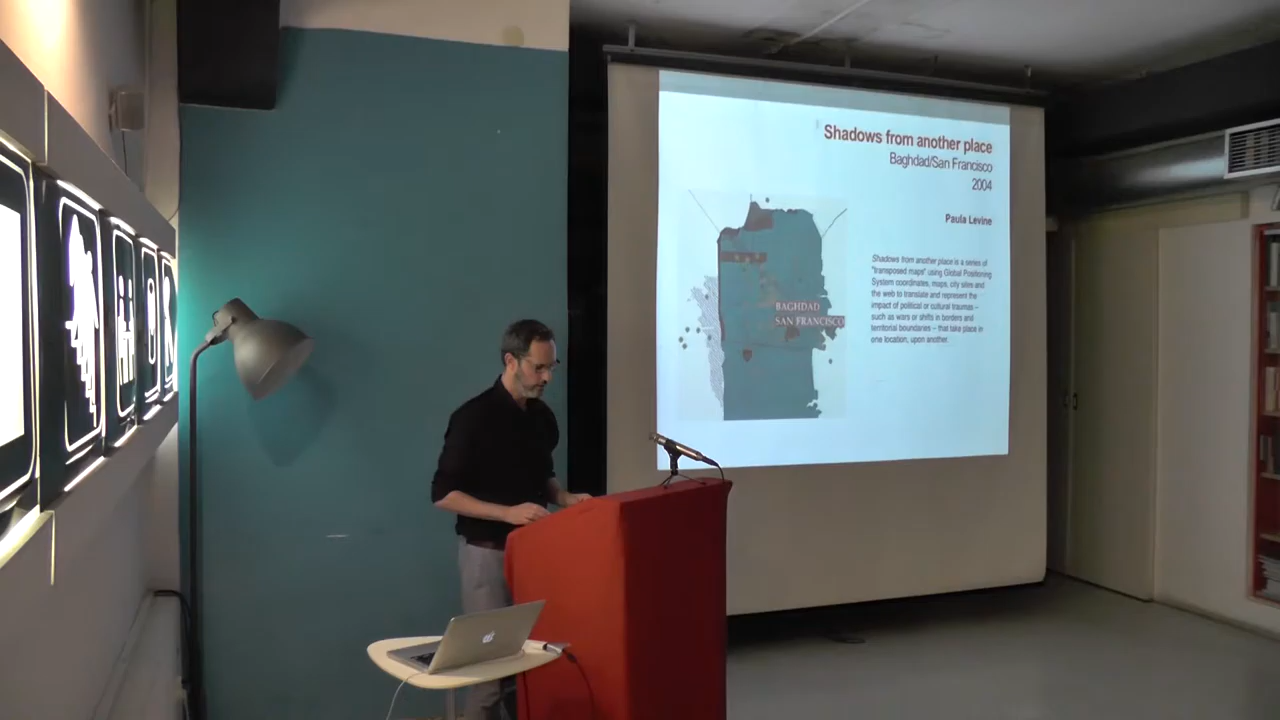 Shadows from another place
Baghdad/San Francisco
2004
Paula Levine
Shadows from another place is a series of
"transposed maps" using Global Positioning
System coordinates, maps, city sites and
the web to translate and represent the
impact of political or cultural traumas –
such as wars or shifts in borders and
territorial boundaries – that take place in
one location, upon another.
BAGHDAD
SAN FRANCISCO